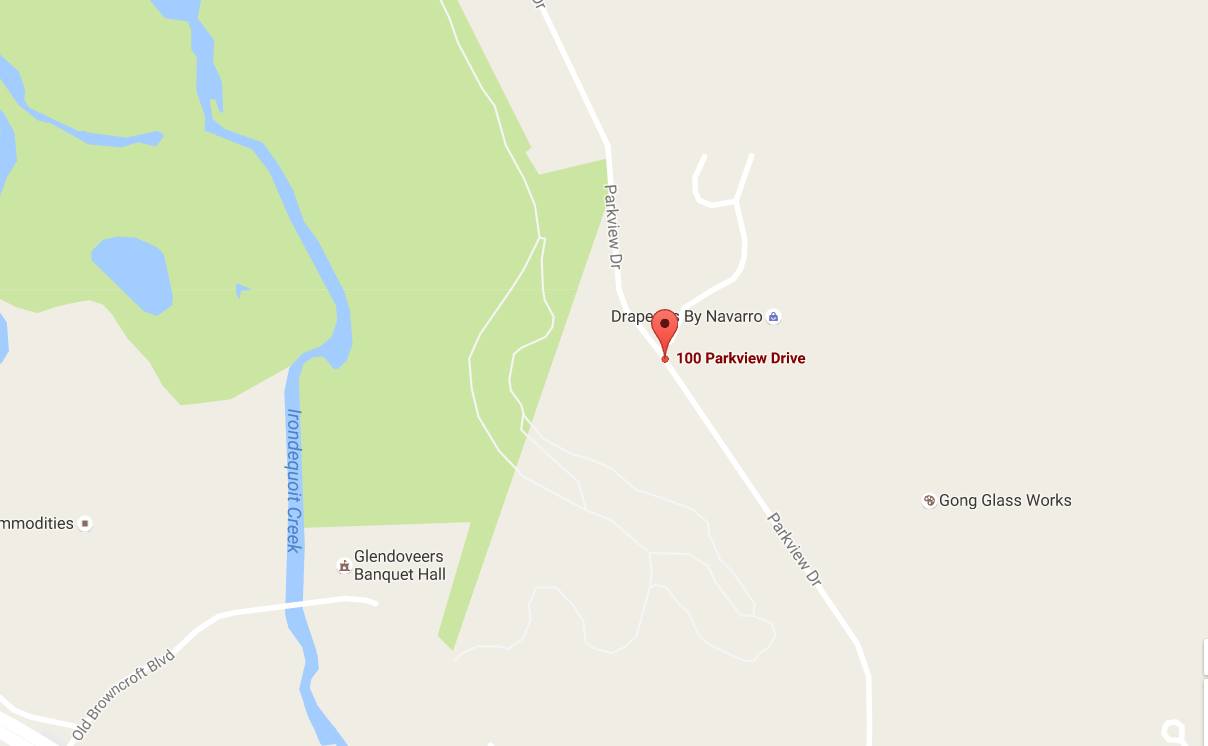 Dr
Parkview Dr
Drape s By Navarro
100 Parkview Drive
Irondequoit Creek
Gong Glass Works
mmodities
Parkview Dr
Glendoveers
Banquet Hall
Old Browncroft Blvd